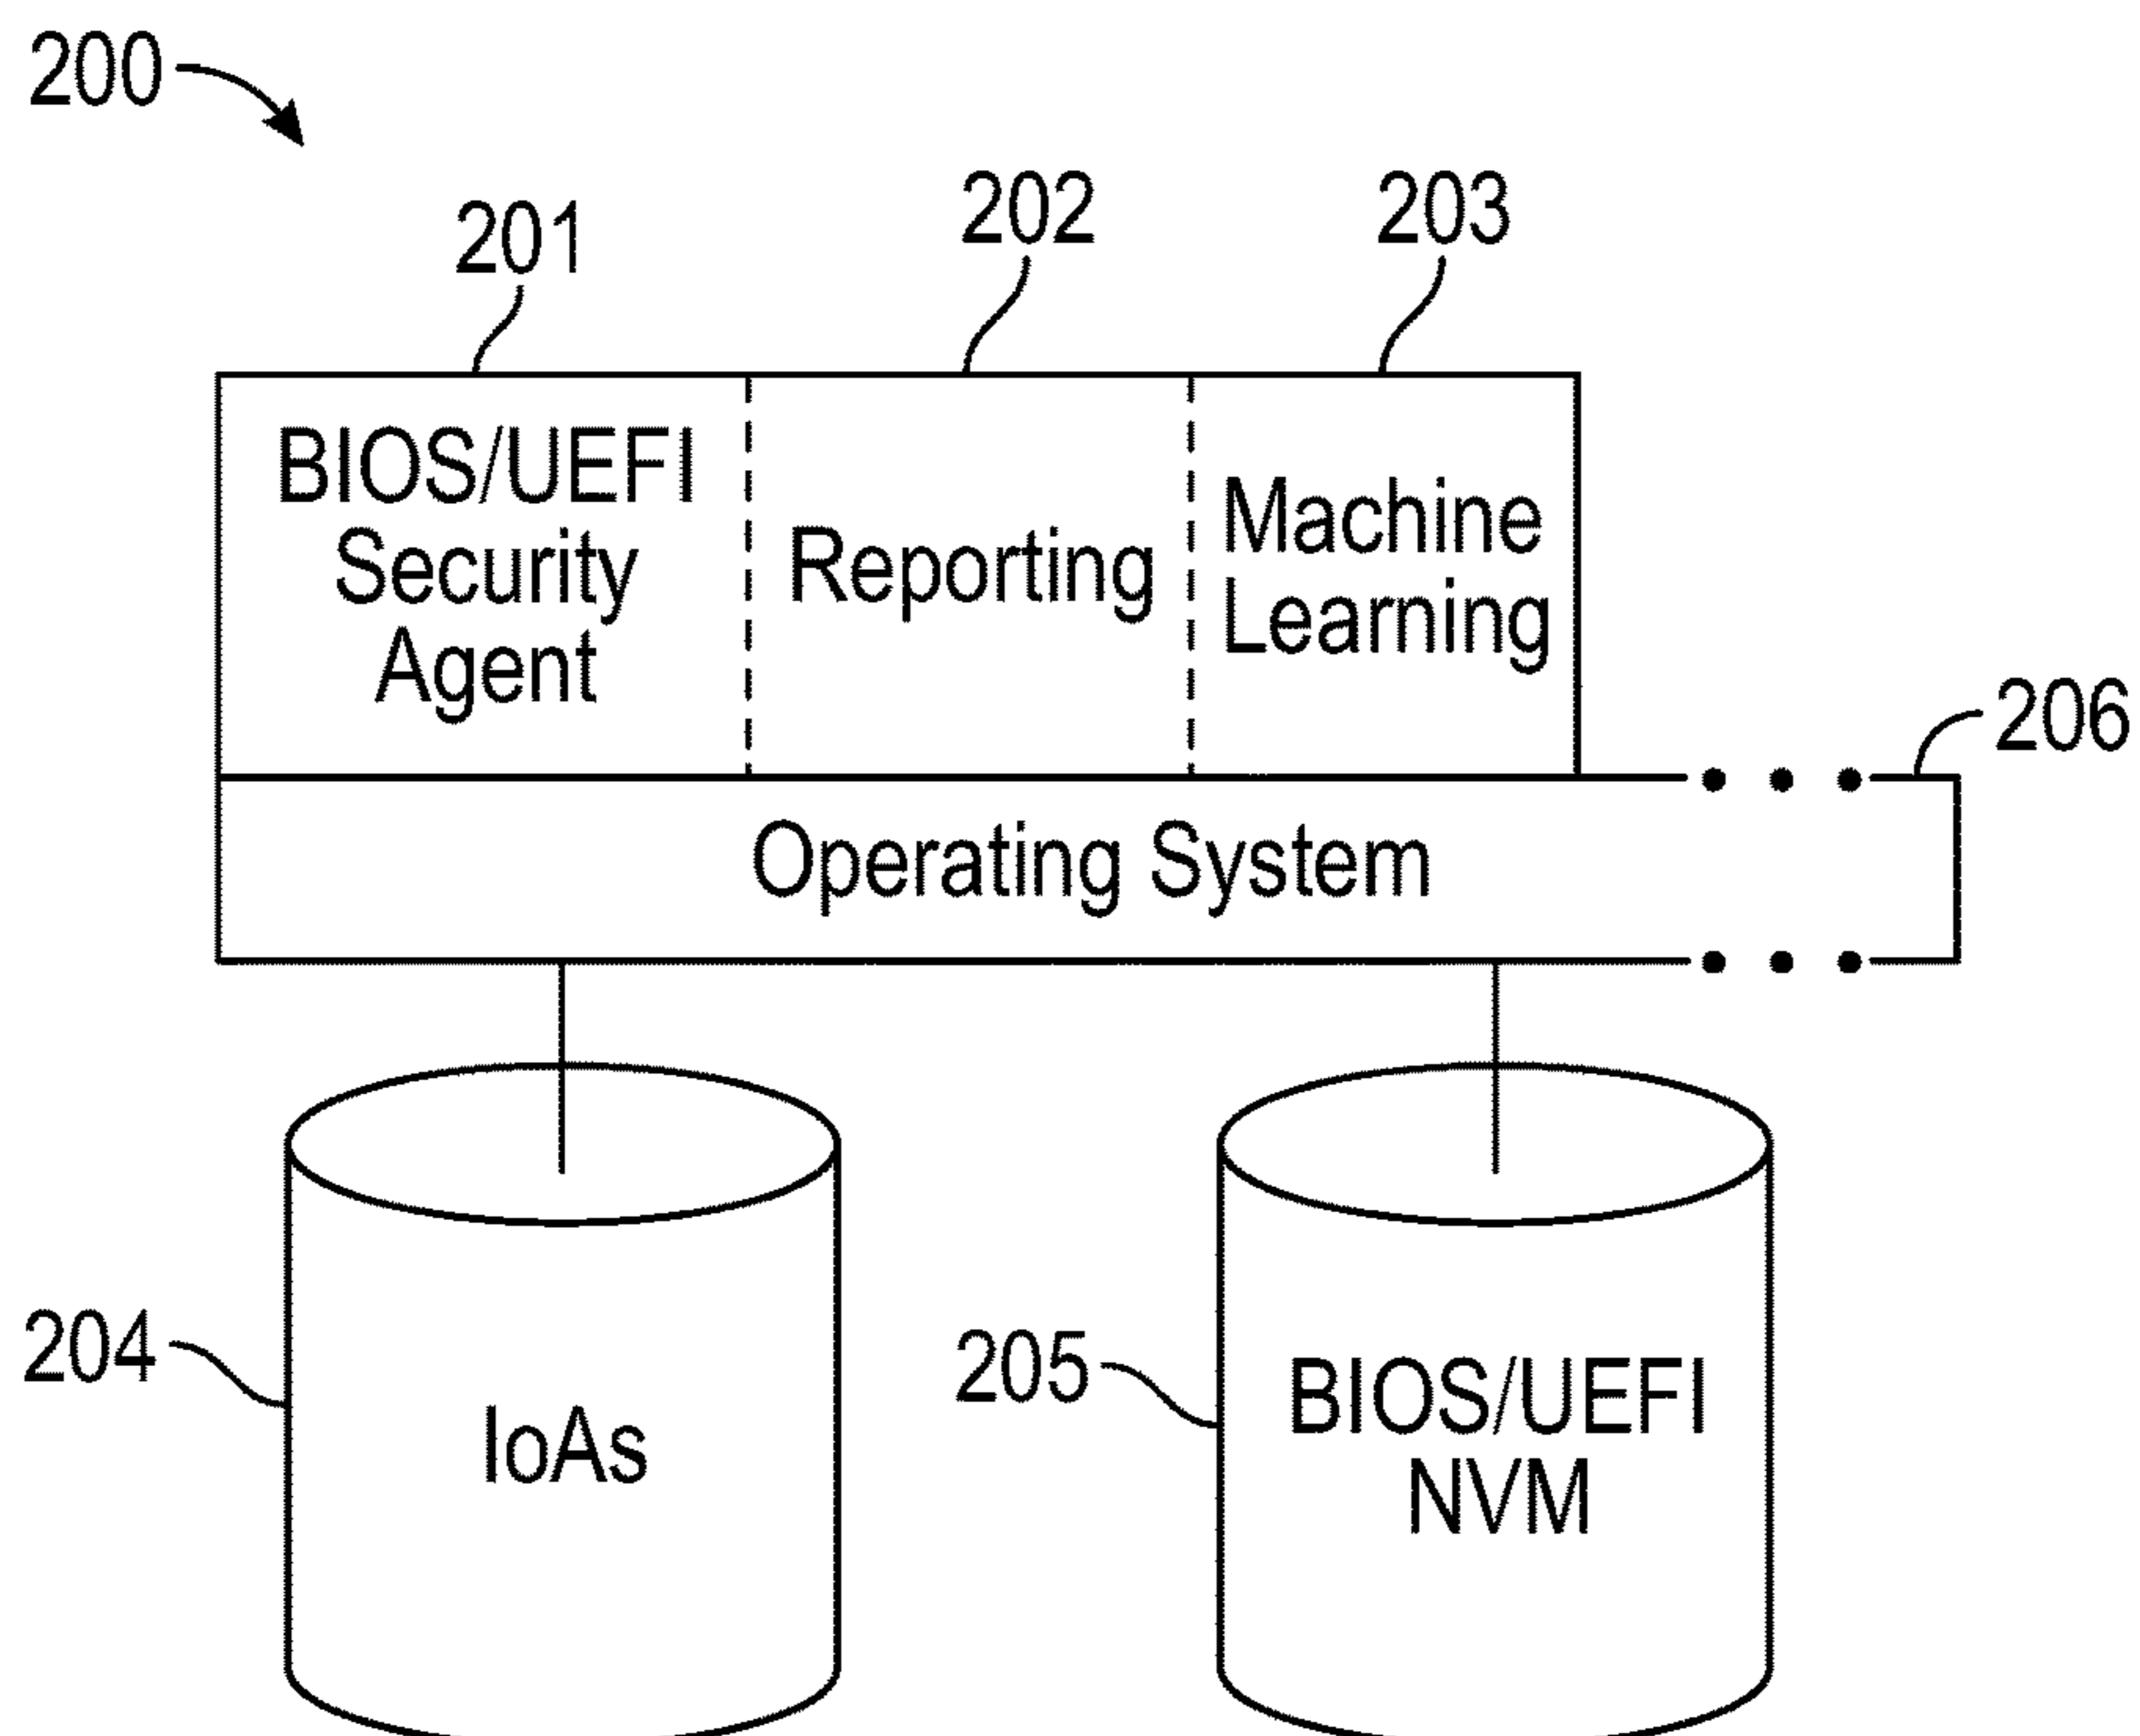 200
201
202
203
BIOS/UEFI
Security
Agent
Reporting
Machine
Learning
206
Operating System
204
IoAs
205
BIOS/UEFI
NVM